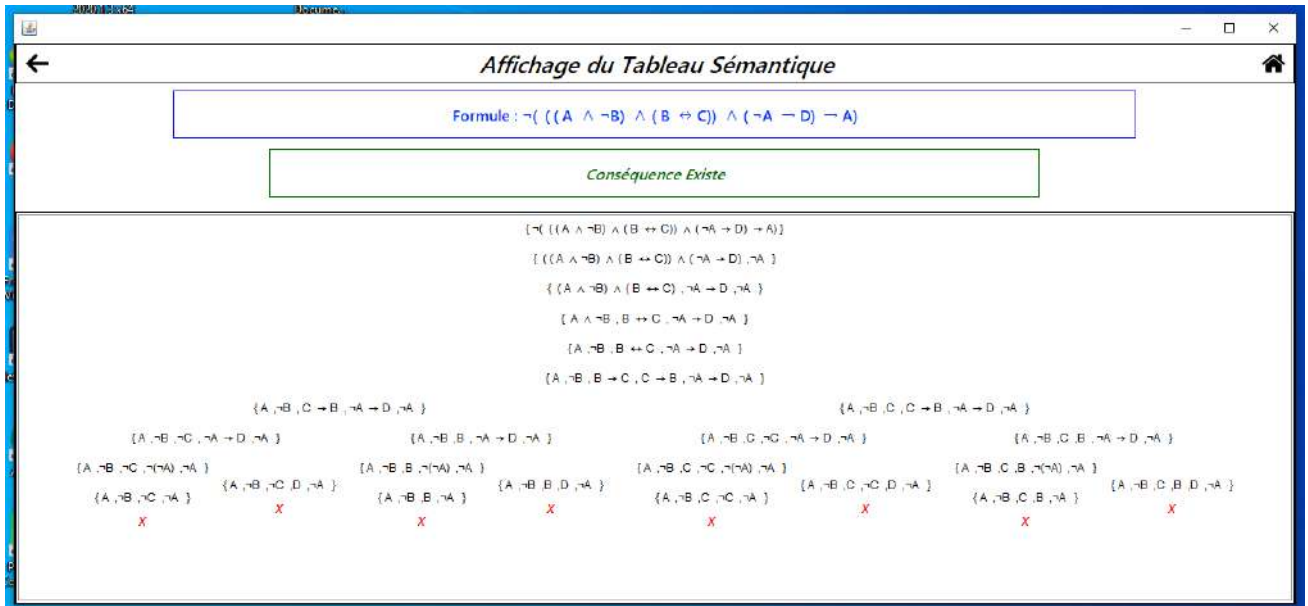 Affichage du Tableau Sémantique
Formule : ¬( ((A ∧ ¬B) ∧ (B ↔ C)) ∧ (¬A → D) → A)
Conséquence Existe
{¬( ((A ∧ ¬B) ∧ (B ↔ C)) ∧ (¬A → D) → A)}
{ ((A ∧ ¬B) ∧ (B ↔ C)) ∧ (¬A → D) ,¬A }
{ (A ∧ ¬B) ∧ (B ↔ C) ,¬A → D ,¬A }
{ A ∧ ¬B , B ↔ C ,¬A → D ,¬A }
{A ,¬B ,B ↔ C ,¬A → D ,¬A }
{A ,¬B , B → C , C → B ,¬A → D ,¬A }
{A ,¬B , C → B ,¬A → D ,¬A } {A ,¬B ,C , C → B ,¬A → D ,¬A }
{A ,¬B ,¬C ,¬A → D ,¬A } {A ,¬B ,B ,¬A → D ,¬A } {A ,¬B ,C ,¬C ,¬A → D ,¬A } {A ,¬B ,C ,B ,¬A → D ,¬A }
{A ,¬B ,¬C ,¬(¬A) ,¬A } {A ,¬B ,B ,¬(¬A) ,¬A } {A ,¬B ,C ,¬C ,¬(¬A) ,¬A } {A ,¬B ,C ,B ,¬(¬A) ,¬A }
{A ,¬B ,¬C ,D ,¬A } {A ,¬B ,B ,D ,¬A } {A ,¬B ,C ,¬C ,D ,¬A } {A ,¬B ,C ,B ,D ,¬A }
{A ,¬B ,¬C ,¬A } {A ,¬B ,B ,¬A } {A ,¬B ,C ,¬C ,¬A } {A ,¬B ,C ,B ,¬A }
X X X X
X X X X